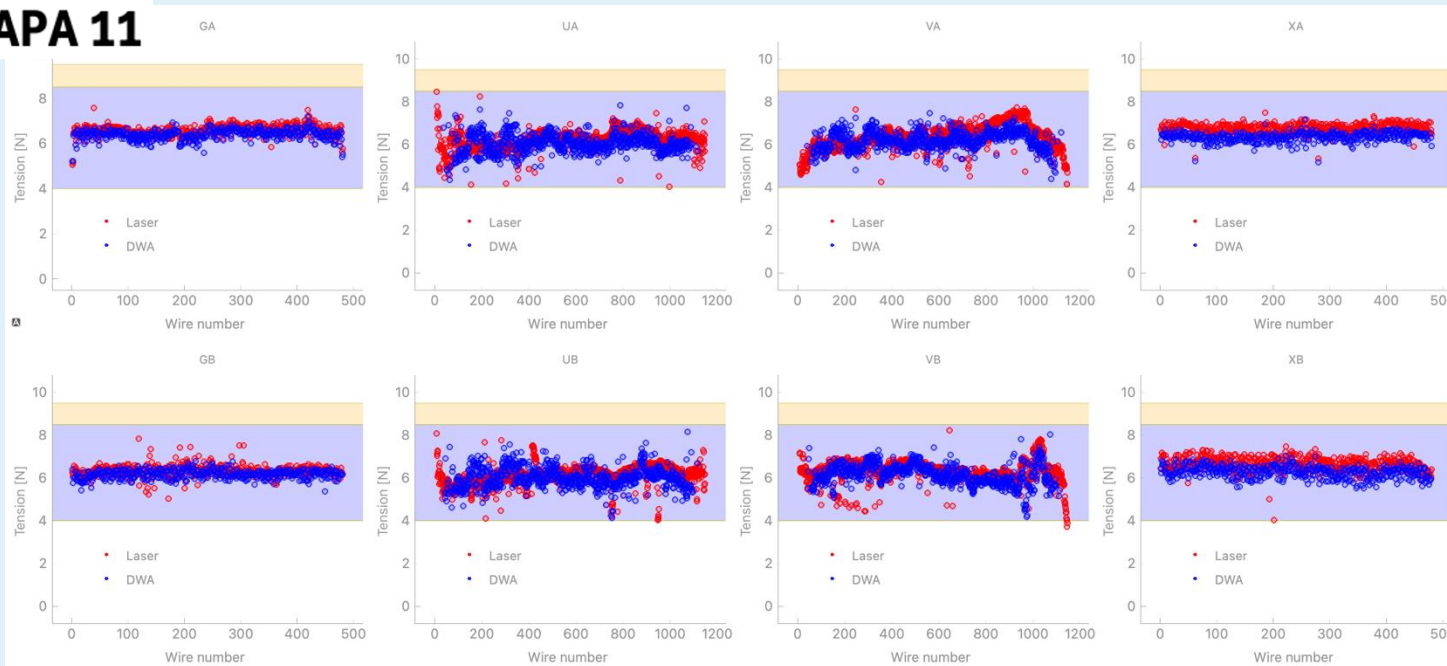 APA 11
GA
UA
VA
XA
Tension [N]
8
6
4
2
0
Laser
DWA
0 100 200 300 400 500
Wire number
Tension [N]
10
8
6
4
2
0
Laser
DWA
0 200 400 600 800 1000 1200
Wire number
Tension [N]
10
8
6
4
2
0
Laser
DWA
0 200 400 600 800 1000 1200
Wire number
Tension [N]
10
8
6
4
2
0
Laser
DWA
0 100 200 300 400 50
Wire number
GB
UB
VB
XB
Tension [N]
10
8
6
4
2
0
Laser
DWA
0 100 200 300 400 500
Wire number
Tension [N]
10
8
6
4
2
0
Laser
DWA
0 200 400 600 800 1000 1200
Wire number
Tension [N]
10
8
6
4
2
0
Laser
DWA
0 200 400 600 800 1000 1200
Wire number
Tension [N]
10
8
6
4
2
0
Laser
DWA
0 100 200 300 400 50
Wire number